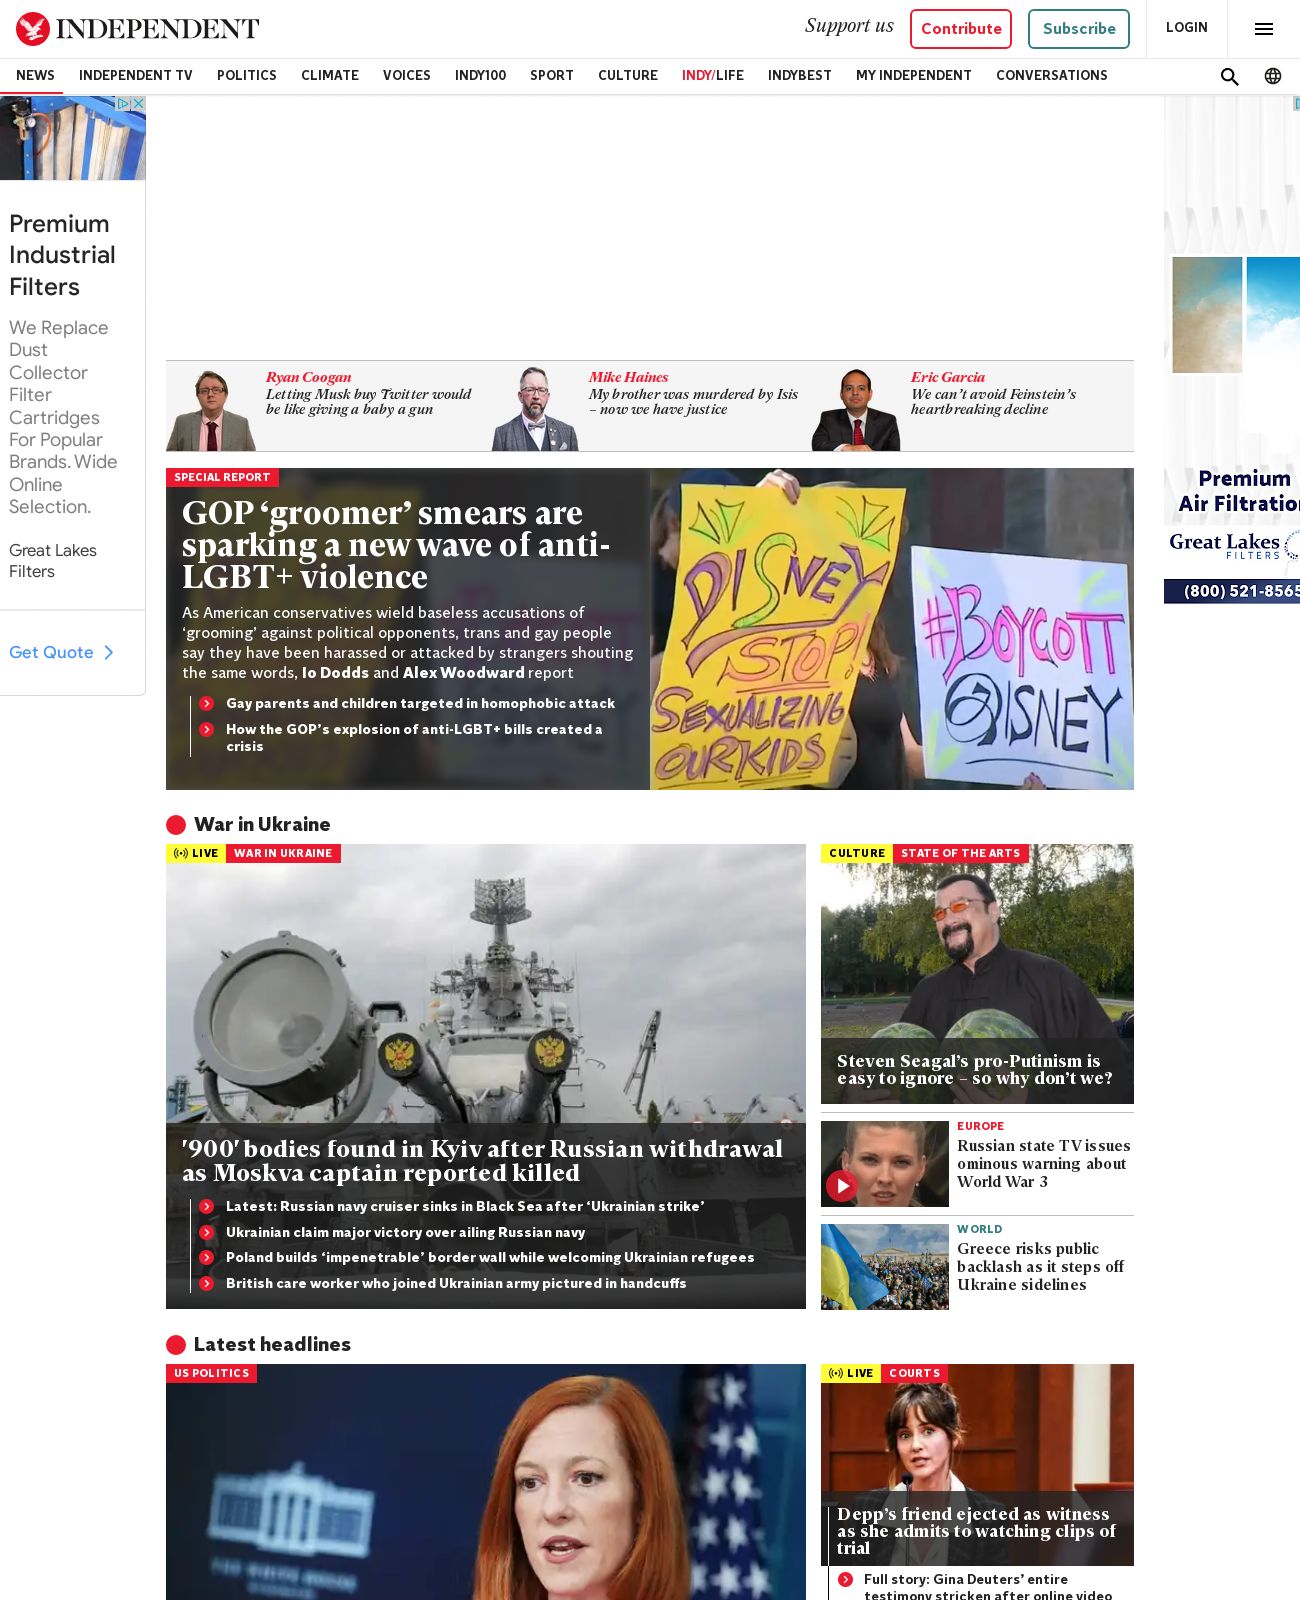 INDEPENDENT
Support us
Contribute
Subscribe
LOGIN
NEWS INDEPENDENT TV POLITICS CLIMATE VOICES INDY100 SPORT CULTURE INDY/LIFE INDYBEST MY INDEPENDENT CONVERSATIONS
Premium
Industrial
Filters
We Replace
Dust
Collector
Filter
Cartridges
For Popular
Brands. Wide
Online
Selection.
Great Lakes
Filters
Get Quote
Ryan Coogan
Letting Musk buy Twitter would
be like giving a baby a gun
Mike Haines
My brother was murdered by Isis
– now we have justice
Eric Garcia
We can’t avoid Feinstein’s
heartbreaking decline
SPECIAL REPORT
GOP ‘groomer’ smears are
sparking a new wave of anti-
LGBT+ violence
As American conservatives wield baseless accusations of
‘grooming’ against political opponents, trans and gay people
say they have been harassed or attacked by strangers shouting
the same words, Io Dodds and Alex Woodward report
Gay parents and children targeted in homophobic attack
How the GOP’s explosion of anti-LGBT+ bills created a
crisis
DISNEY
STOP!
SEXUALIZING
OUR KIDS
#BOYCOTT
DISNEY
Premium
Air Filtration
Great Lakes
FILTERS
(800) 521-8565
War in Ukraine
LIVE WAR IN UKRAINE
'900' bodies found in Kyiv after Russian withdrawal
as Moskva captain reported killed
Latest: Russian navy cruiser sinks in Black Sea after ‘Ukrainian strike’
Ukrainian claim major victory over ailing Russian navy
Poland builds ‘impenetrable’ border wall while welcoming Ukrainian refugees
British care worker who joined Ukrainian army pictured in handcuffs
CULTURE STATE OF THE ARTS
Steven Seagal’s pro-Putinism is
easy to ignore – so why don’t we?
EUROPE
Russian state TV issues
ominous warning about
World War 3
WORLD
Greece risks public
backlash as it steps off
Ukraine sidelines
Latest headlines
US POLITICS
THE WHITE HOUSE
LIVE COURTS
Depp’s friend ejected as witness
as she admits to watching clips of
trial
Full story: Gina Deuters’ entire
testimony stricken after online video